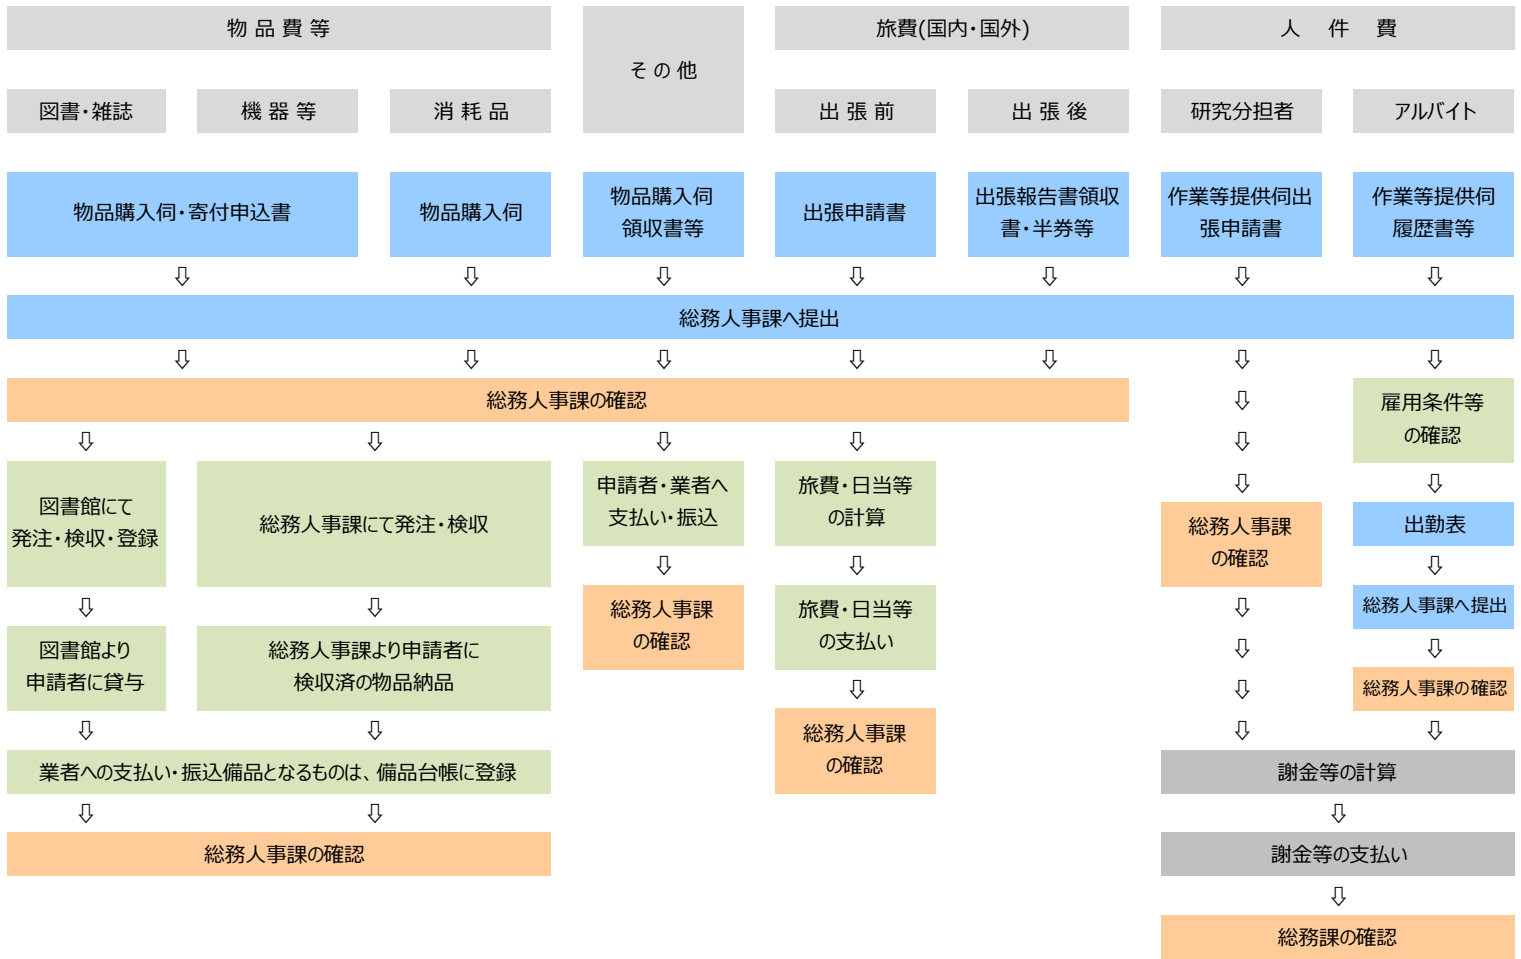 物 品 費 等
そ の 他
旅費(国内・国外)
人 件 費
図書・雑誌
機 器 等
消 耗 品
出 張 前
出 張 後
研究分担者
アルバイト
物品購入伺・寄付申込書
物品購入伺
物品購入伺
領収書等
出張申請書
出張報告書領収
書・半券等
作業等提供伺出
張申請書
作業等提供伺
履歴書等
⇩ ⇩ ⇩ ⇩ ⇩ ⇩ ⇩
総務人事課へ提出
⇩ ⇩ ⇩ ⇩ ⇩ ⇩ ⇩
総務人事課の確認
⇩
雇用条件等
の確認
⇩ ⇩ ⇩ ⇩ ⇩
図書館にて
発注・検収・登録
総務人事課にて発注・検収
申請者・業者へ
支払い・振込
旅費・日当等
の計算
⇩ ⇩
総務人事課
の確認
出勤表
⇩ ⇩ ⇩
総務人事課
の確認
旅費・日当等
の支払い
総務人事課へ提出
⇩ ⇩ ⇩
図書館より
申請者に貸与
総務人事課より申請者に
検収済の物品納品
⇩ ⇩ ⇩
総務人事課
の確認
⇩
総務人事課の確認
⇩ ⇩ ⇩ ⇩
業者への支払い・振込備品となるものは、備品台帳に登録
謝金等の計算
⇩ ⇩ ⇩
総務人事課の確認
謝金等の支払い
⇩
総務課の確認